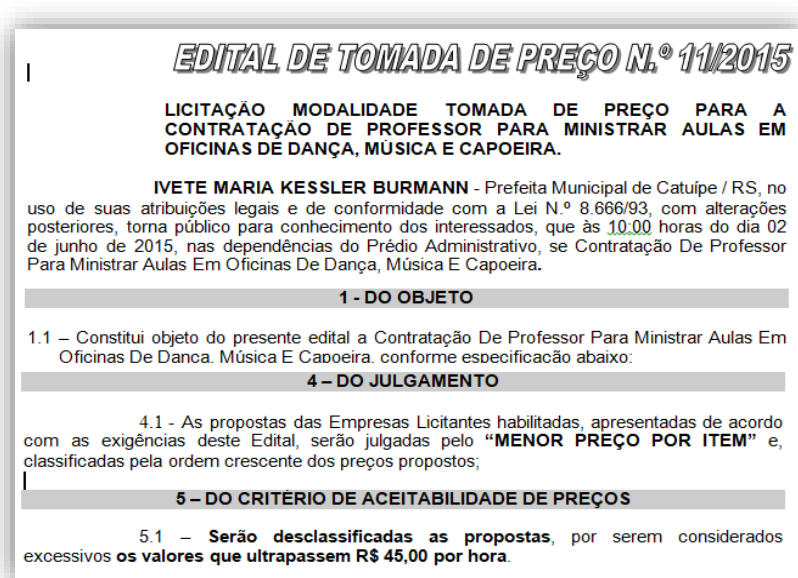 EDITAL DE TOMADA DE PREÇO N.º 11/2015
LICITAÇÃO MODALIDADE TOMADA DE PREÇO PARA A
CONTRATAÇÃO DE PROFESSOR PARA MINISTRAR AULAS EM
OFICINAS DE DANÇA, MÚSICA E CAPOEIRA.
IVETE MARIA KESSLER BURMANN - Prefeita Municipal de Catuípe / RS, no
uso de suas atribuições legais e de conformidade com a Lei N.º 8.666/93, com alterações
posteriores, torna público para conhecimento dos interessados, que às 10:00 horas do dia 02
de junho de 2015, nas dependências do Prédio Administrativo, se Contratação De Professor
Para Ministrar Aulas Em Oficinas De Dança, Música E Capoeira.
1 - DO OBJETO
1.1 – Constitui objeto do presente edital a Contratação De Professor Para Ministrar Aulas Em
Oficinas De Dança, Música E Capoeira, conforme especificação abaixo:
4 – DO JULGAMENTO
4.1 - As propostas das Empresas Licitantes habilitadas, apresentadas de acordo
com as exigências deste Edital, serão julgadas pelo “MENOR PREÇO POR ITEM” e,
classificadas pela ordem crescente dos preços propostos;
5 – DO CRITÉRIO DE ACEITABILIDADE DE PREÇOS
5.1 – Serão desclassificadas as propostas, por serem considerados
excessivos os valores que ultrapassem R$ 45,00 por hora.